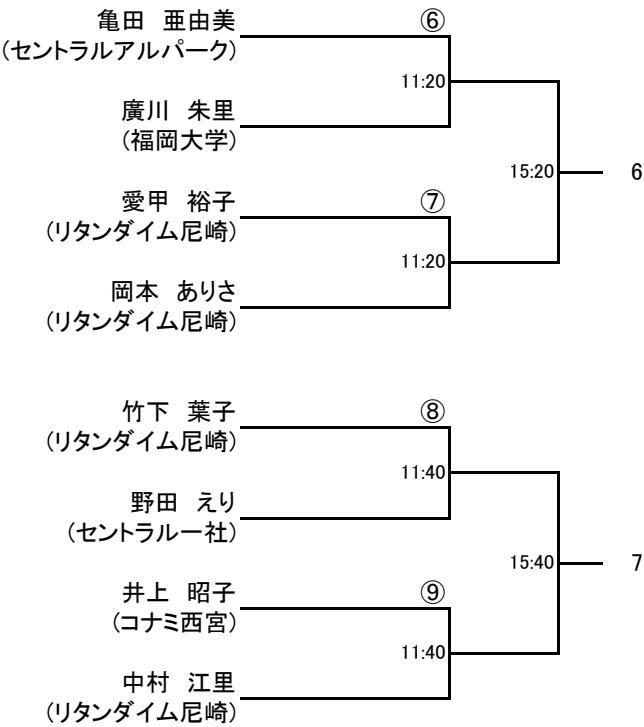 亀田 亜由美 ⑥
(セントラルアルパーク)
11:20
廣川 朱里
(福岡大学)
15:20 6
愛甲 裕子 ⑦
(リタンダイム尼崎)
11:20
岡本 ありさ
(リタンダイム尼崎)
竹下 葉子 ⑧
(リタンダイム尼崎)
11:40
野田 えり
(セントラル一社)
15:40 7
井上 昭子 ⑨
(コナミ西宮)
11:40
中村 江里
(リタンダイム尼崎)